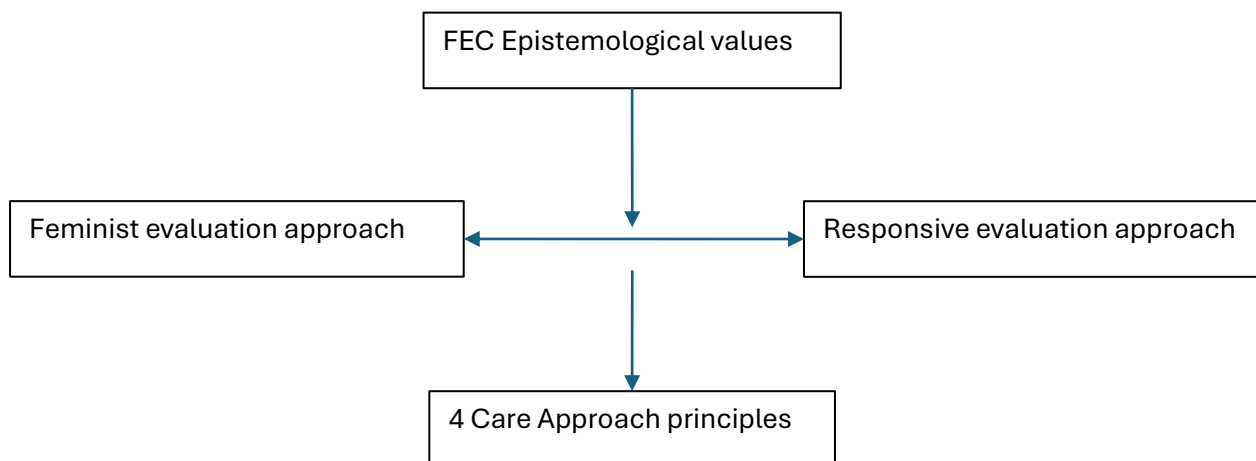 FEC Epistemological values
Feminist evaluation approach
Responsive evaluation approach
4 Care Approach principles